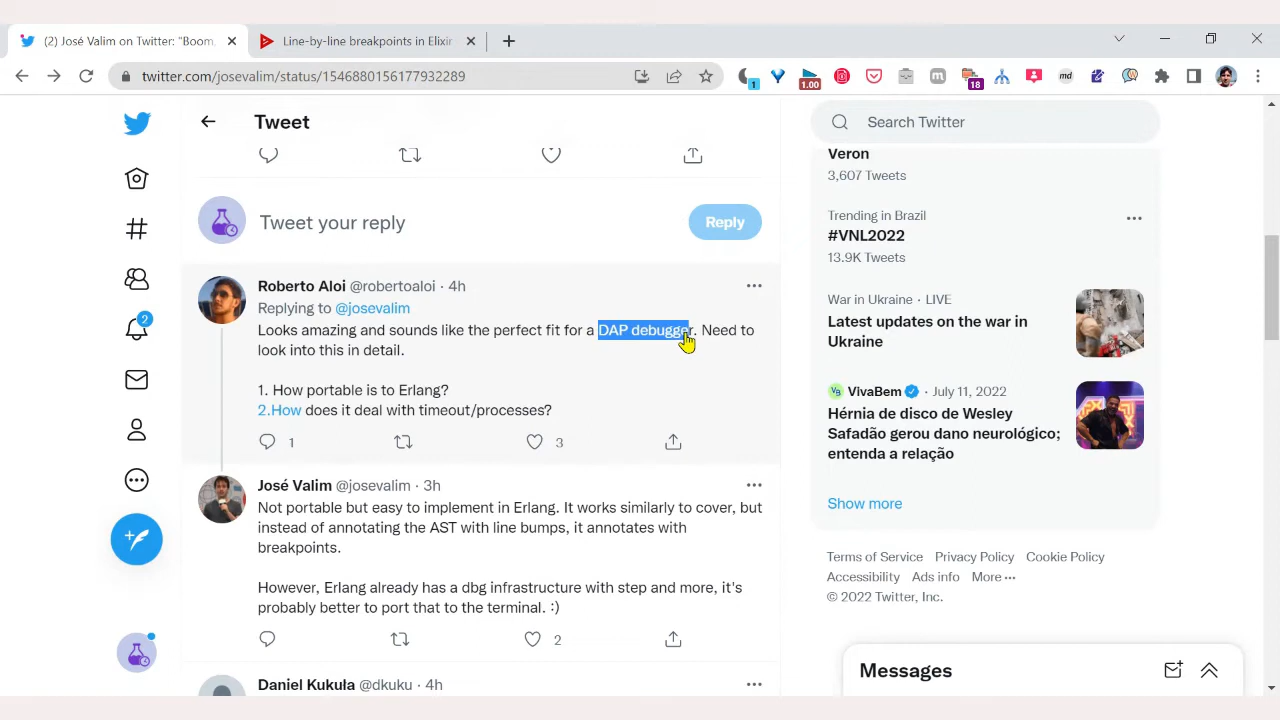 (2) José Valim on Twitter: "Boom,
Line-by-line breakpoints in Elixir
twitter.com/josevalim/status/1546880156177932289
1
1.00
m
18
md
Tweet
Search Twitter
Tweet your reply
Reply
Roberto Aloi @robertoaloi · 4h
Replying to @josevalim
Looks amazing and sounds like the perfect fit for a DAP debugger. Need to
look into this in detail.
1. How portable is to Erlang?
2.How does it deal with timeout/processes?
1
3
José Valim @josevalim · 3h
Not portable but easy to implement in Erlang. It works similarly to cover, but
instead of annotating the AST with line bumps, it annotates with
breakpoints.
However, Erlang already has a dbg infrastructure with step and more, it's
probably better to port that to the terminal. :)
2
Daniel Kukuła @dkuku · 4h
2
Veron
3,607 Tweets
Trending in Brazil
#VNL2022
13.9K Tweets
War in Ukraine · LIVE
Latest updates on the war in
Ukraine
VB
VivaBem · July 11, 2022
Hérnia de disco de Wesley
Safadão gerou dano neurológico;
entenda a relação
Show more
Terms of Service Privacy Policy Cookie Policy
Accessibility Ads info More
© 2022 Twitter, Inc.
Messages